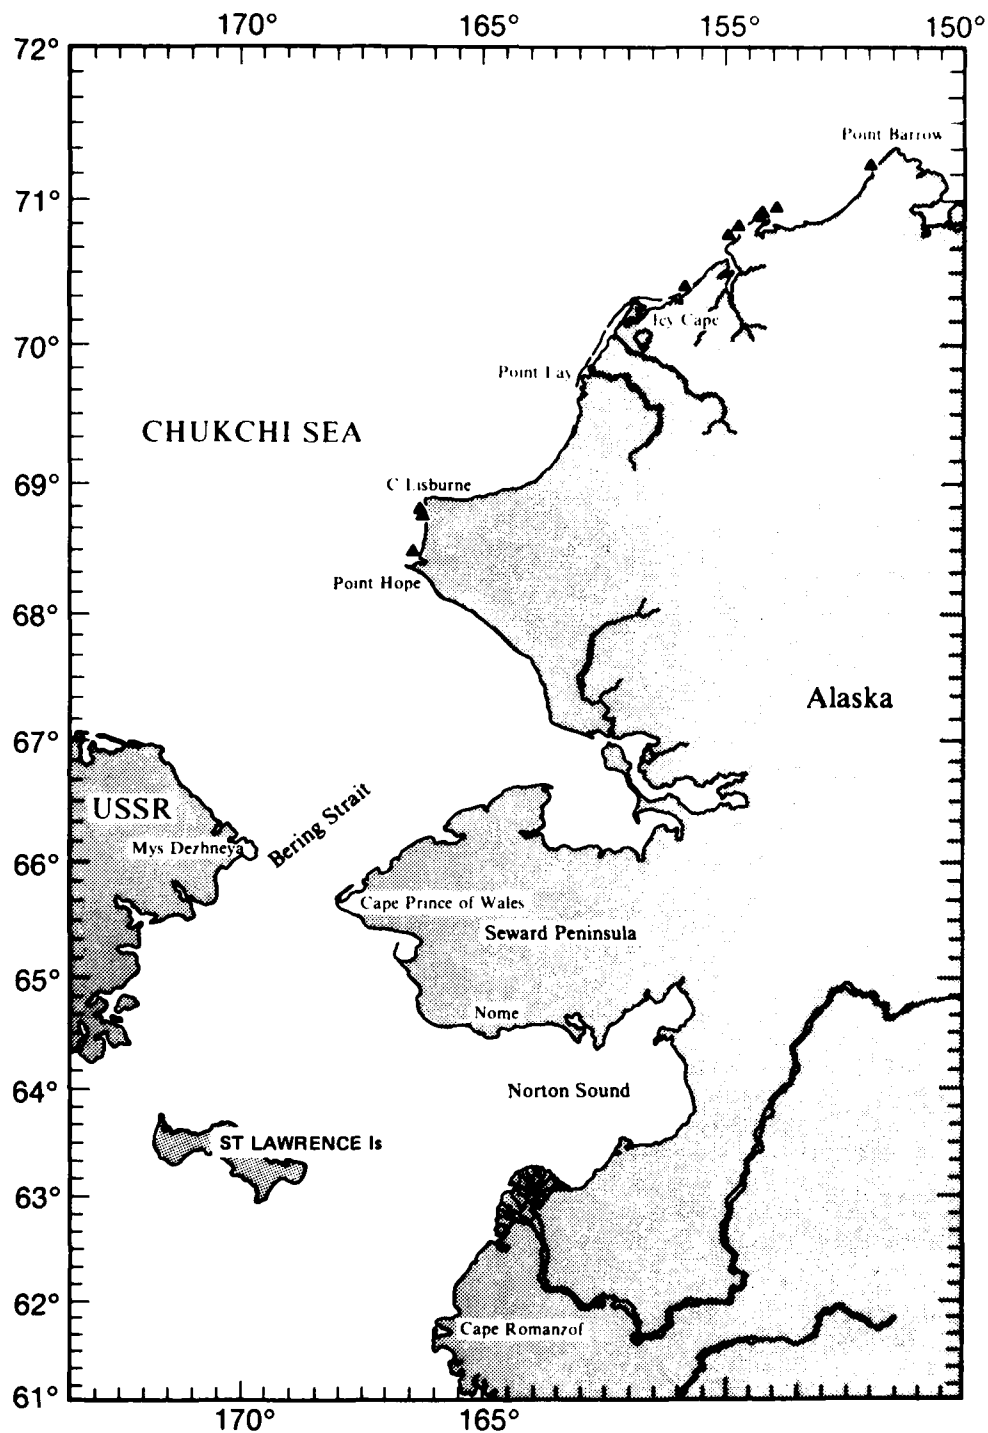 170° 165° 155° 150°
72°
Point Barrow
71°
Icy Cape
70°
Point Lay
CHUKCHI SEA
69°
C Lisburne
Point Hope
68°
Alaska
67°
USSR
Bering Strait
Mys Dezhneya
66°
Cape Prince of Wales
Seward Peninsula
65°
Nome
64°
Norton Sound
ST LAWRENCE Is
63°
62°
Cape Romanzof
61°
170° 165°